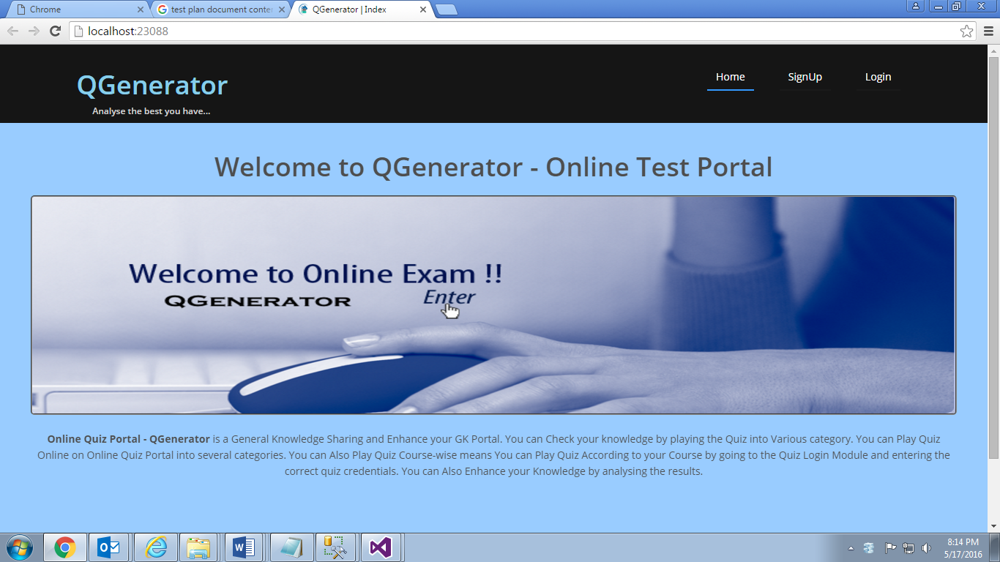 Chrome
test plan document conte
QGenerator | Index
localhost:23088
QGenerator
Analyse the best you have...
Home
SignUp
Login
Welcome to QGenerator - Online Test Portal
Welcome to Online Exam !!
QGENERATOR
Enter
Online Quiz Portal - QGenerator is a General Knowledge Sharing and Enhance your GK Portal. You can Check your knowledge by playing the Quiz into Various category. You can Play Quiz
Online on Online Quiz Portal into several categories. You can Also Play Quiz Course-wise means You can Play Quiz According to your Course by going to the Quiz Login Module and entering the
correct quiz credentials. You can Also Enhance your Knowledge by analysing the results.
8:14 PM
5/17/2016